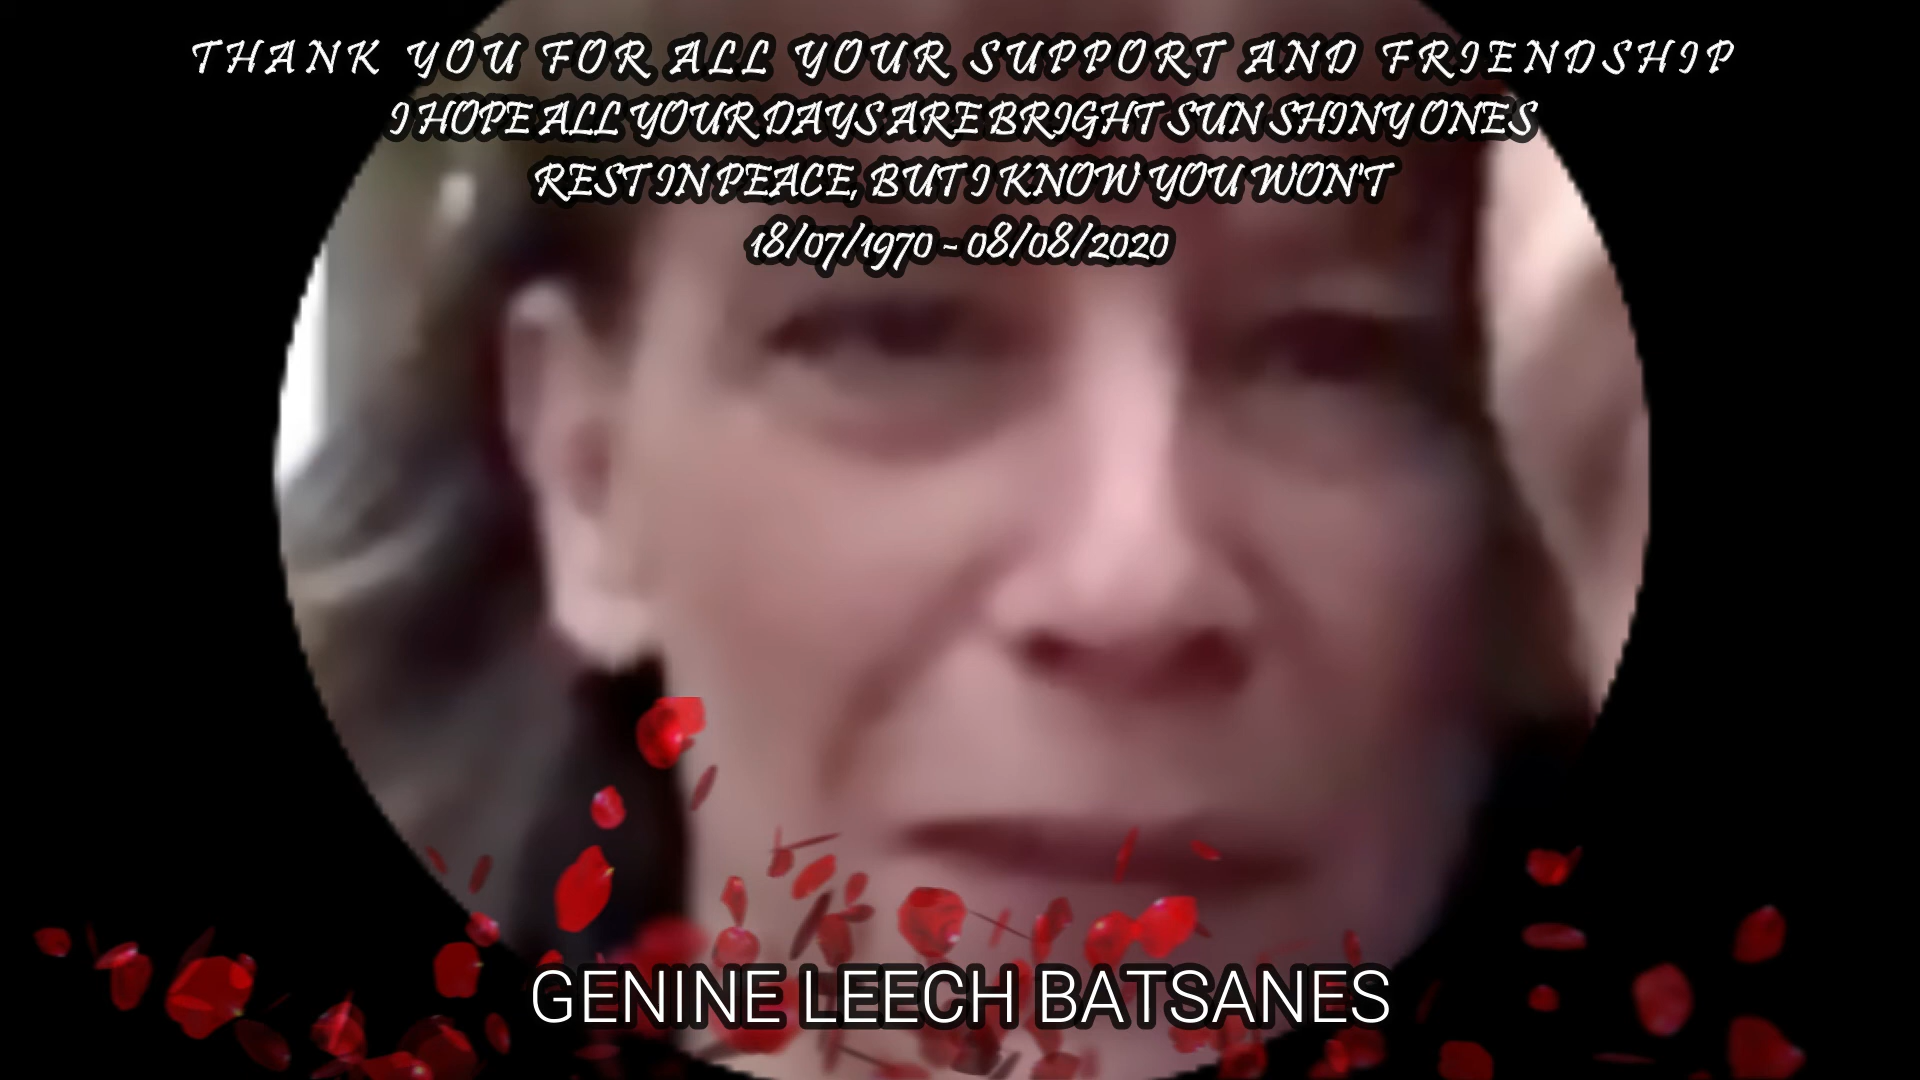 THANK YOU FOR ALL YOUR SUPPORT AND FRIENDSHIP
I HOPE ALL YOUR DAYS ARE BRIGHT SUN SHINY ONES
REST IN PEACE, BUT I KNOW YOU WON'T
18/07/1970 - 08/08/2020
GENINE LEECH BATSANES